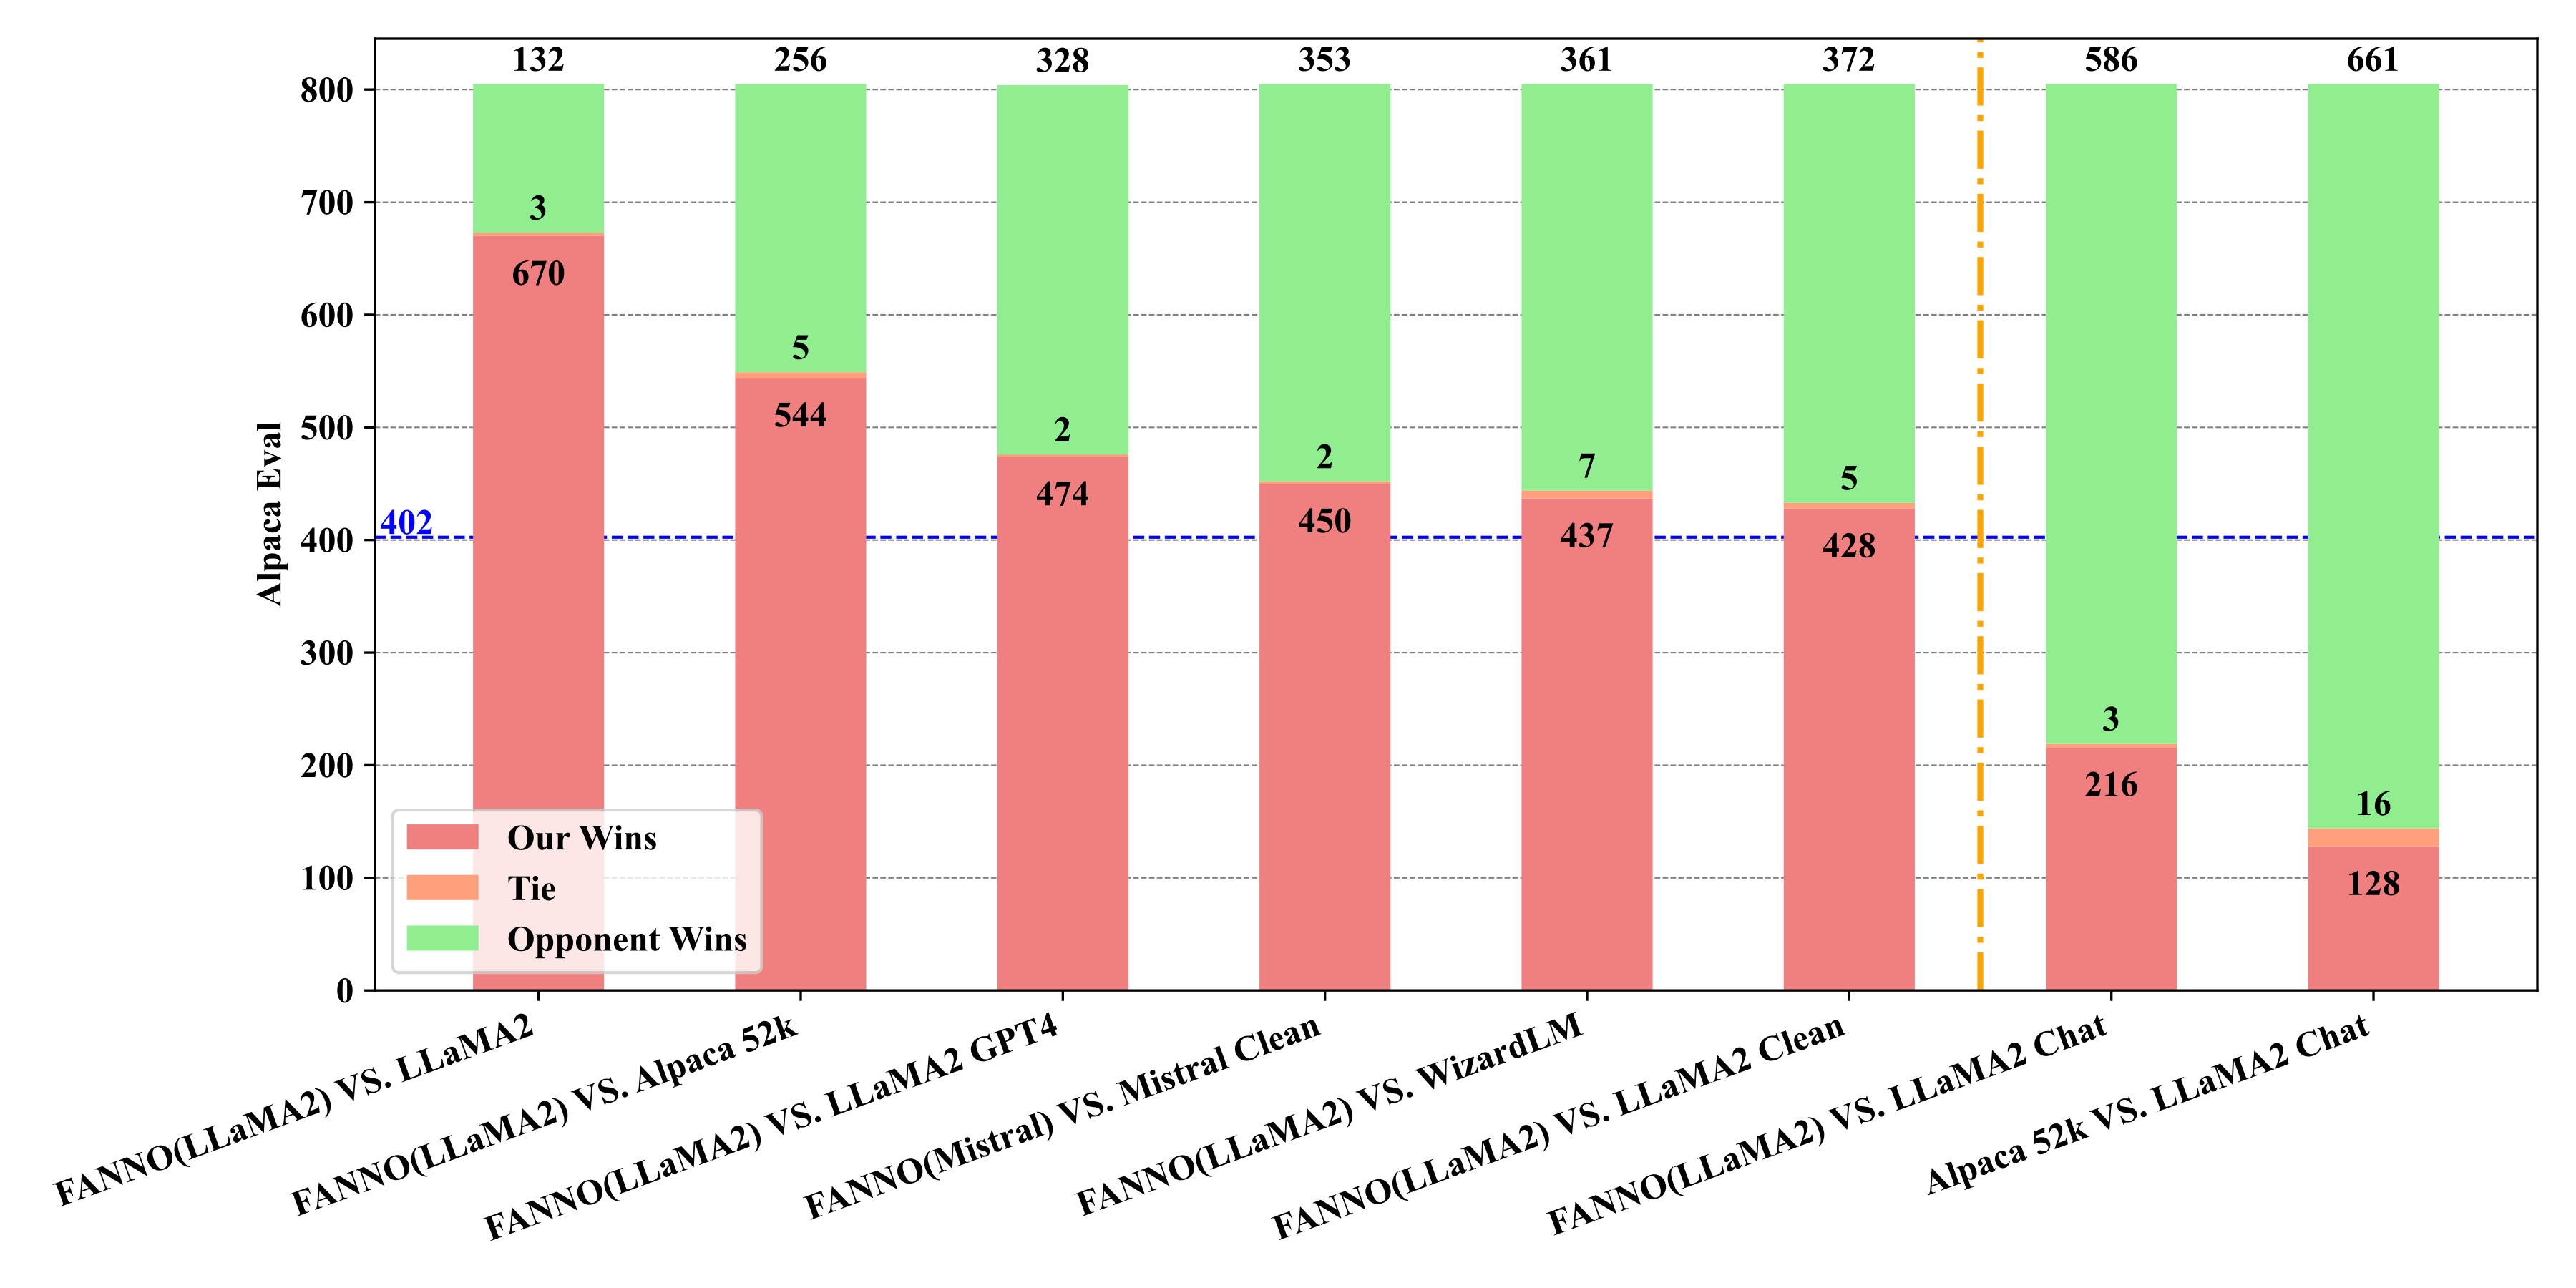 132 256 328 353 361 372 586 661
800
700
600
500
400
300
200
100
0
Alpaca Eval
402
3
670
5
544
2
474
2
450
7
437
5
428
3
216
16
128
Our Wins
Tie
Opponent Wins
FANNO(LLaMA2) VS. LLaMA2
FANNO(LLaMA2) VS. Alpaca 52k
FANNO(LLaMA2) VS. LLaMA2 GPT4
FANNO(Mistral) VS. Mistral Clean
FANNO(LLaMA2) VS. WizardLM
FANNO(LLaMA2) VS. LLaMA2 Clean
FANNO(LLaMA2) VS. LLaMA2 Chat
Alpaca 52k VS. LLaMA2 Chat